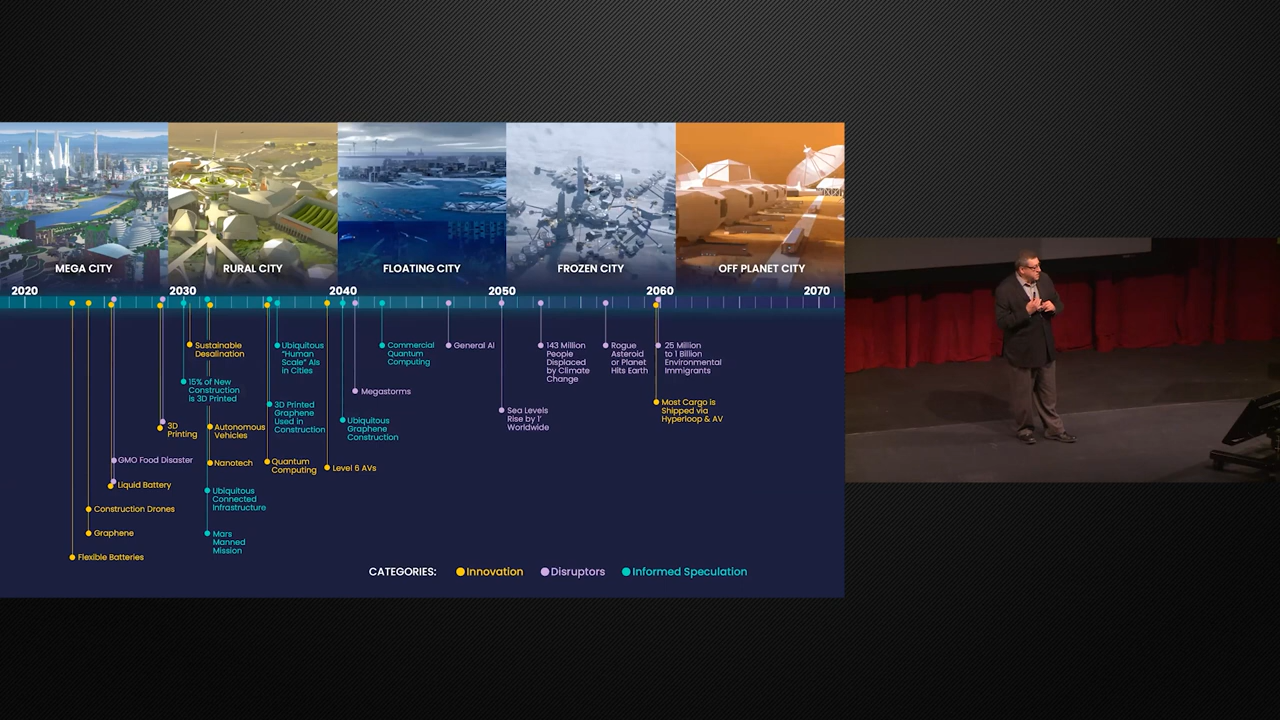 MEGA CITY
RURAL CITY
FLOATING CITY
FROZEN CITY
OFF PLANET CITY
2020
2030
2040
2050
2060
2070
Sustainable
Desalination
Ubiquitous
“Human
Scale” AIs
in Cities
Commercial
Quantum
Computing
General AI
143 Million
People
Displaced
by Climate
Change
Rogue
Asteroid
or Planet
Hits Earth
25 Million
to 1 Billion
Environmental
Immigrants
15% of New
Construction
is 3D Printed
Megastorms
3D Printed
Graphene
Used in
Construction
Most Cargo is
Shipped via
Hyperloop & AV
Sea Levels
Rise by 1'
Worldwide
Ubiquitous
Graphene
Construction
3D
Printing
Autonomous
Vehicles
GMO Food Disaster
Nanotech
Quantum
Computing
Level 6 AVs
Liquid Battery
Ubiquitous
Connected
Infrastructure
Construction Drones
Graphene
Mars
Manned
Mission
Flexible Batteries
CATEGORIES:
Innovation
Disruptors
Informed Speculation